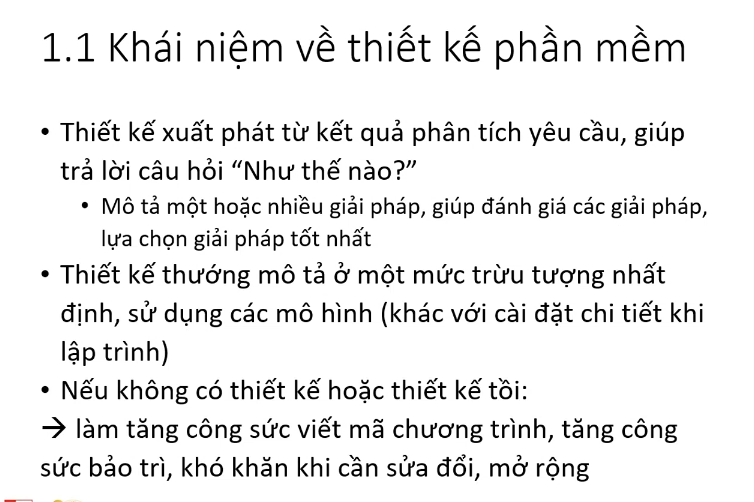 1.1 Khái niệm về thiết kế phần mềm
• Thiết kế xuất phát từ kết quả phân tích yêu cầu, giúp
trả lời câu hỏi “Như thế nào?”
• Mô tả một hoặc nhiều giải pháp, giúp đánh giá các giải pháp,
lựa chọn giải pháp tốt nhất
• Thiết kế thướng mô tả ở một mức trừu tượng nhất
định, sử dụng các mô hình (khác với cài đặt chi tiết khi
lập trình)
• Nếu không có thiết kế hoặc thiết kế tồi:
→ làm tăng công sức viết mã chương trình, tăng công
sức bảo trì, khó khăn khi cần sửa đổi, mở rộng